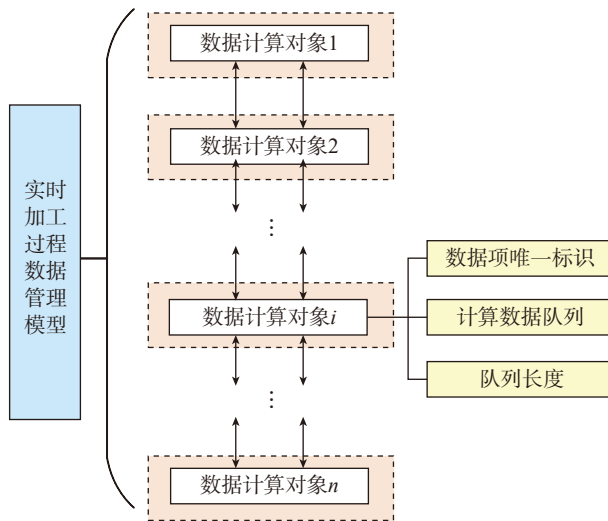 数据计算对象1
数据计算对象2
实时
加工
过程
数据
管理
模型
⋮
数据项唯一标识
数据计算对象i
计算数据队列
队列长度
⋮
数据计算对象n